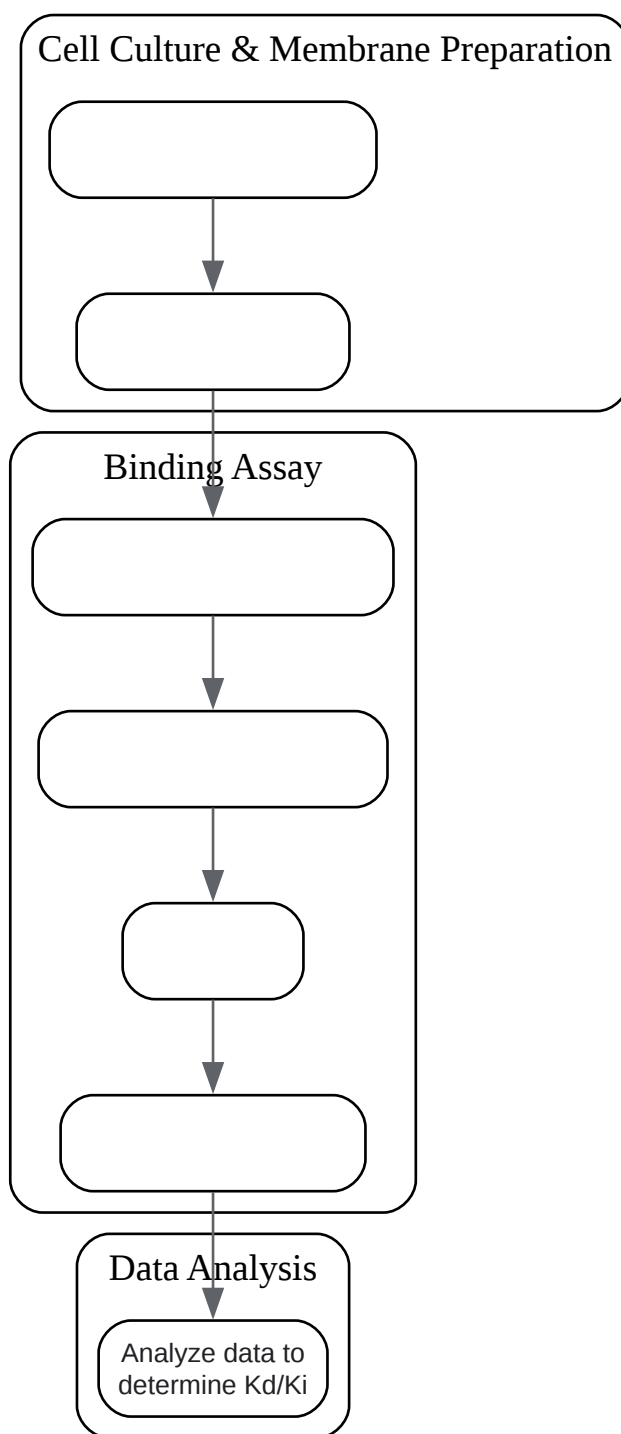 Cell Culture & Membrane Preparation
Binding Assay
Data Analysis
Analyze data to
determine Kd/Ki